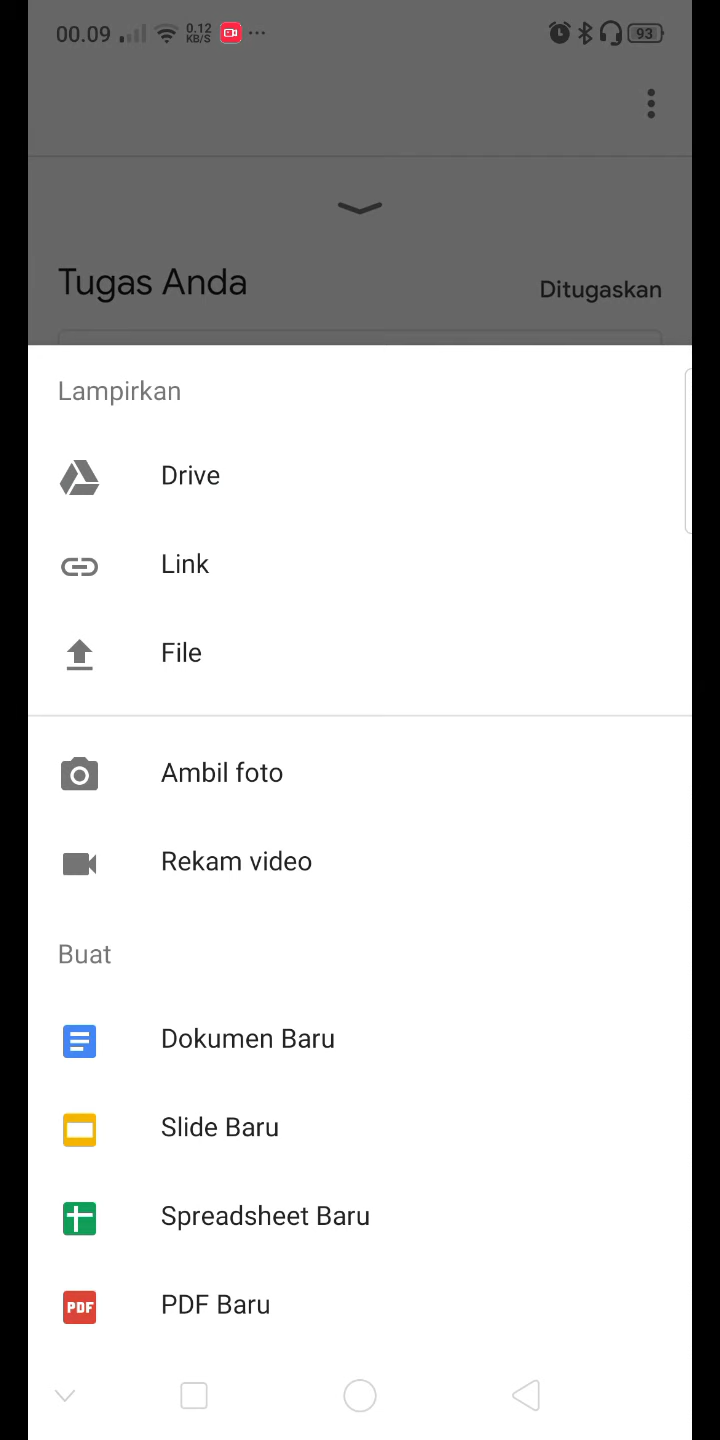 00.09 0.12 KB/S 93
Tugas Anda Ditugaskan
Lampirkan
Drive
Link
File
Ambil foto
Rekam video
Buat
Dokumen Baru
Slide Baru
Spreadsheet Baru
PDF PDF Baru